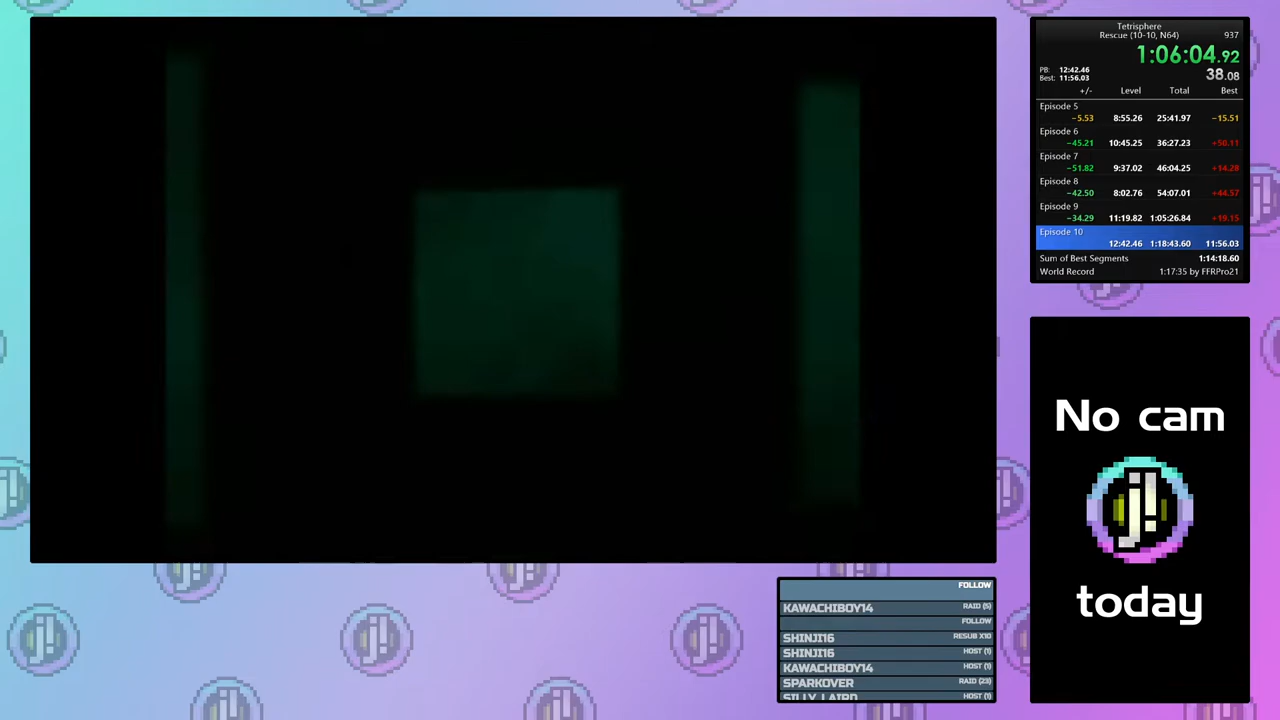 Tetrisphere
Rescue (10-10, N64) 937
1:06:04.92
PB: 12:42.46
Best: 11:56.03
38.08
+/- Level Total Best
Episode 5
−5.53 8:55.26 25:41.97 −15.51
Episode 6
−45.21 10:45.25 36:27.23 +50.11
Episode 7
−51.82 9:37.02 46:04.25 +14.28
Episode 8
−42.50 8:02.76 54:07.01 +44.57
Episode 9
−34.29 11:19.82 1:05:26.84 +19.15
Episode 10
12:42.46 1:18:43.60 11:56.03
Sum of Best Segments 1:14:18.60
World Record 1:17:35 by FFRPro21
No cam
today
FOLLOW
KAWACHIBOY14 RAID (5)
FOLLOW
SHINJI16 RESUB X10
SHINJI16 HOST (1)
KAWACHIBOY14 HOST (1)
SPARKOVER RAID (23)
SILLY_LAIRD HOST (1)